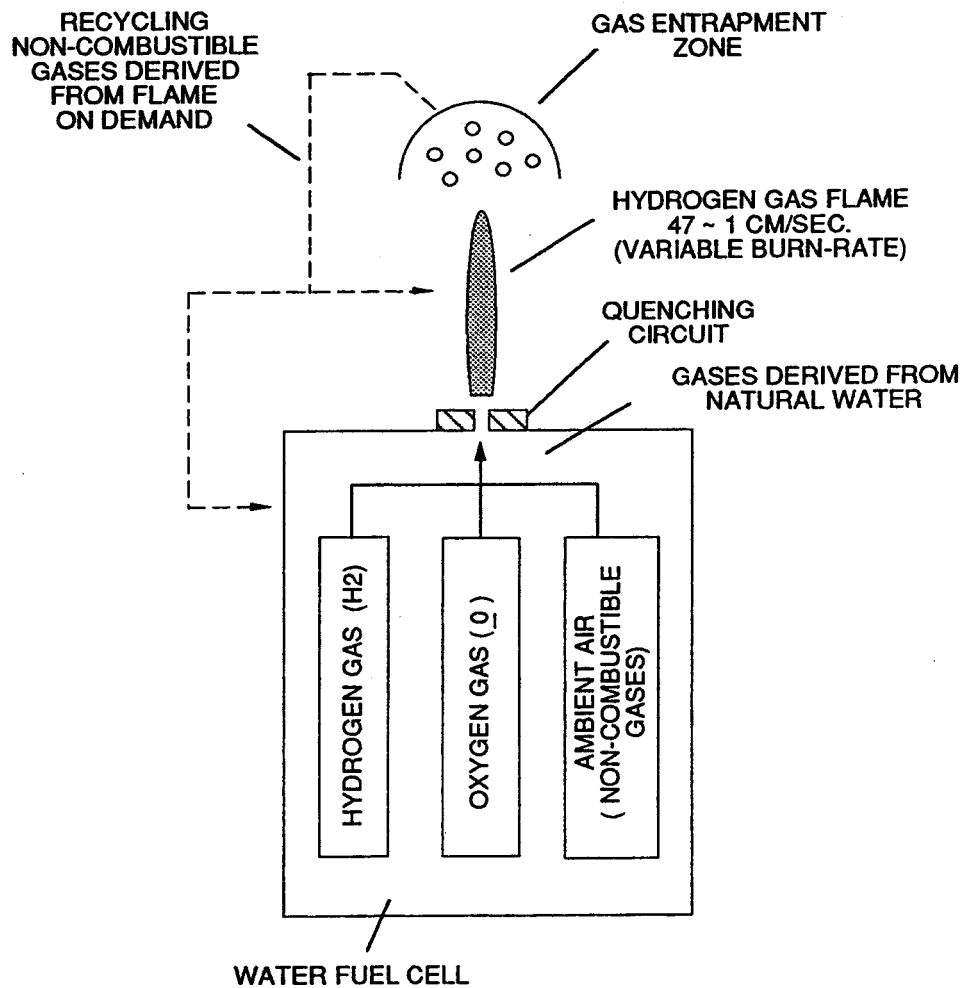 RECYCLING
NON-COMBUSTIBLE
GASES DERIVED
FROM FLAME
ON DEMAND
GAS ENTRAPMENT
ZONE
HYDROGEN GAS FLAME
47 ~ 1 CM/SEC.
(VARIABLE BURN-RATE)
QUENCHING
CIRCUIT
GASES DERIVED FROM
NATURAL WATER
HYDROGEN GAS (H2)
OXYGEN GAS (0)
AMBIENT AIR
( NON-COMBUSTIBLE
GASES)
WATER FUEL CELL